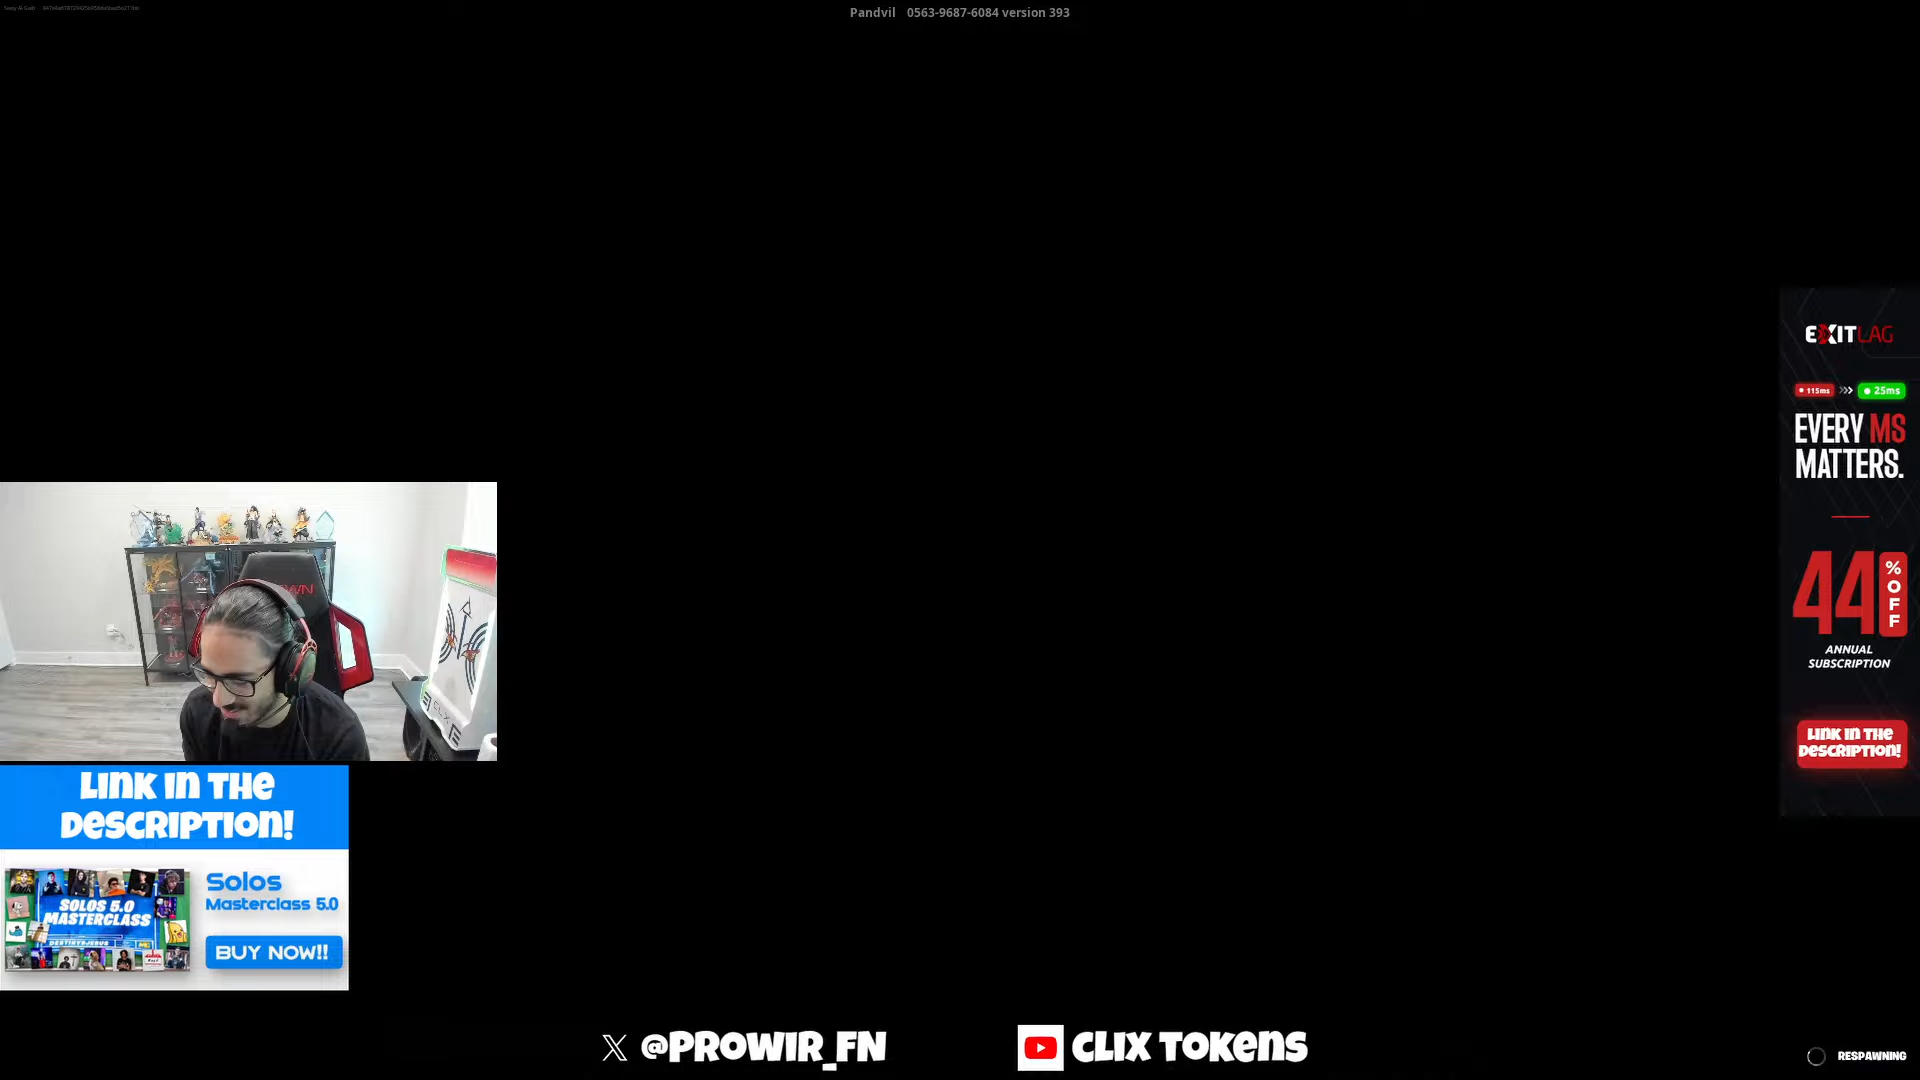 Pandvil 0563-9687-6084 version 393
EXITLAG
115ms 25ms
EVERY MS
MATTERS.
44 % OFF
ANNUAL
SUBSCRIPTION
LINK IN THE
DESCRIPTION!
LINK IN THE
DESCRIPTION!
SOLOS 5.0
MASTERCLASS
Solos
Masterclass 5.0
BUY NOW!!
@PROWIR_FN
CLIX TOKENS
RESPAWNING